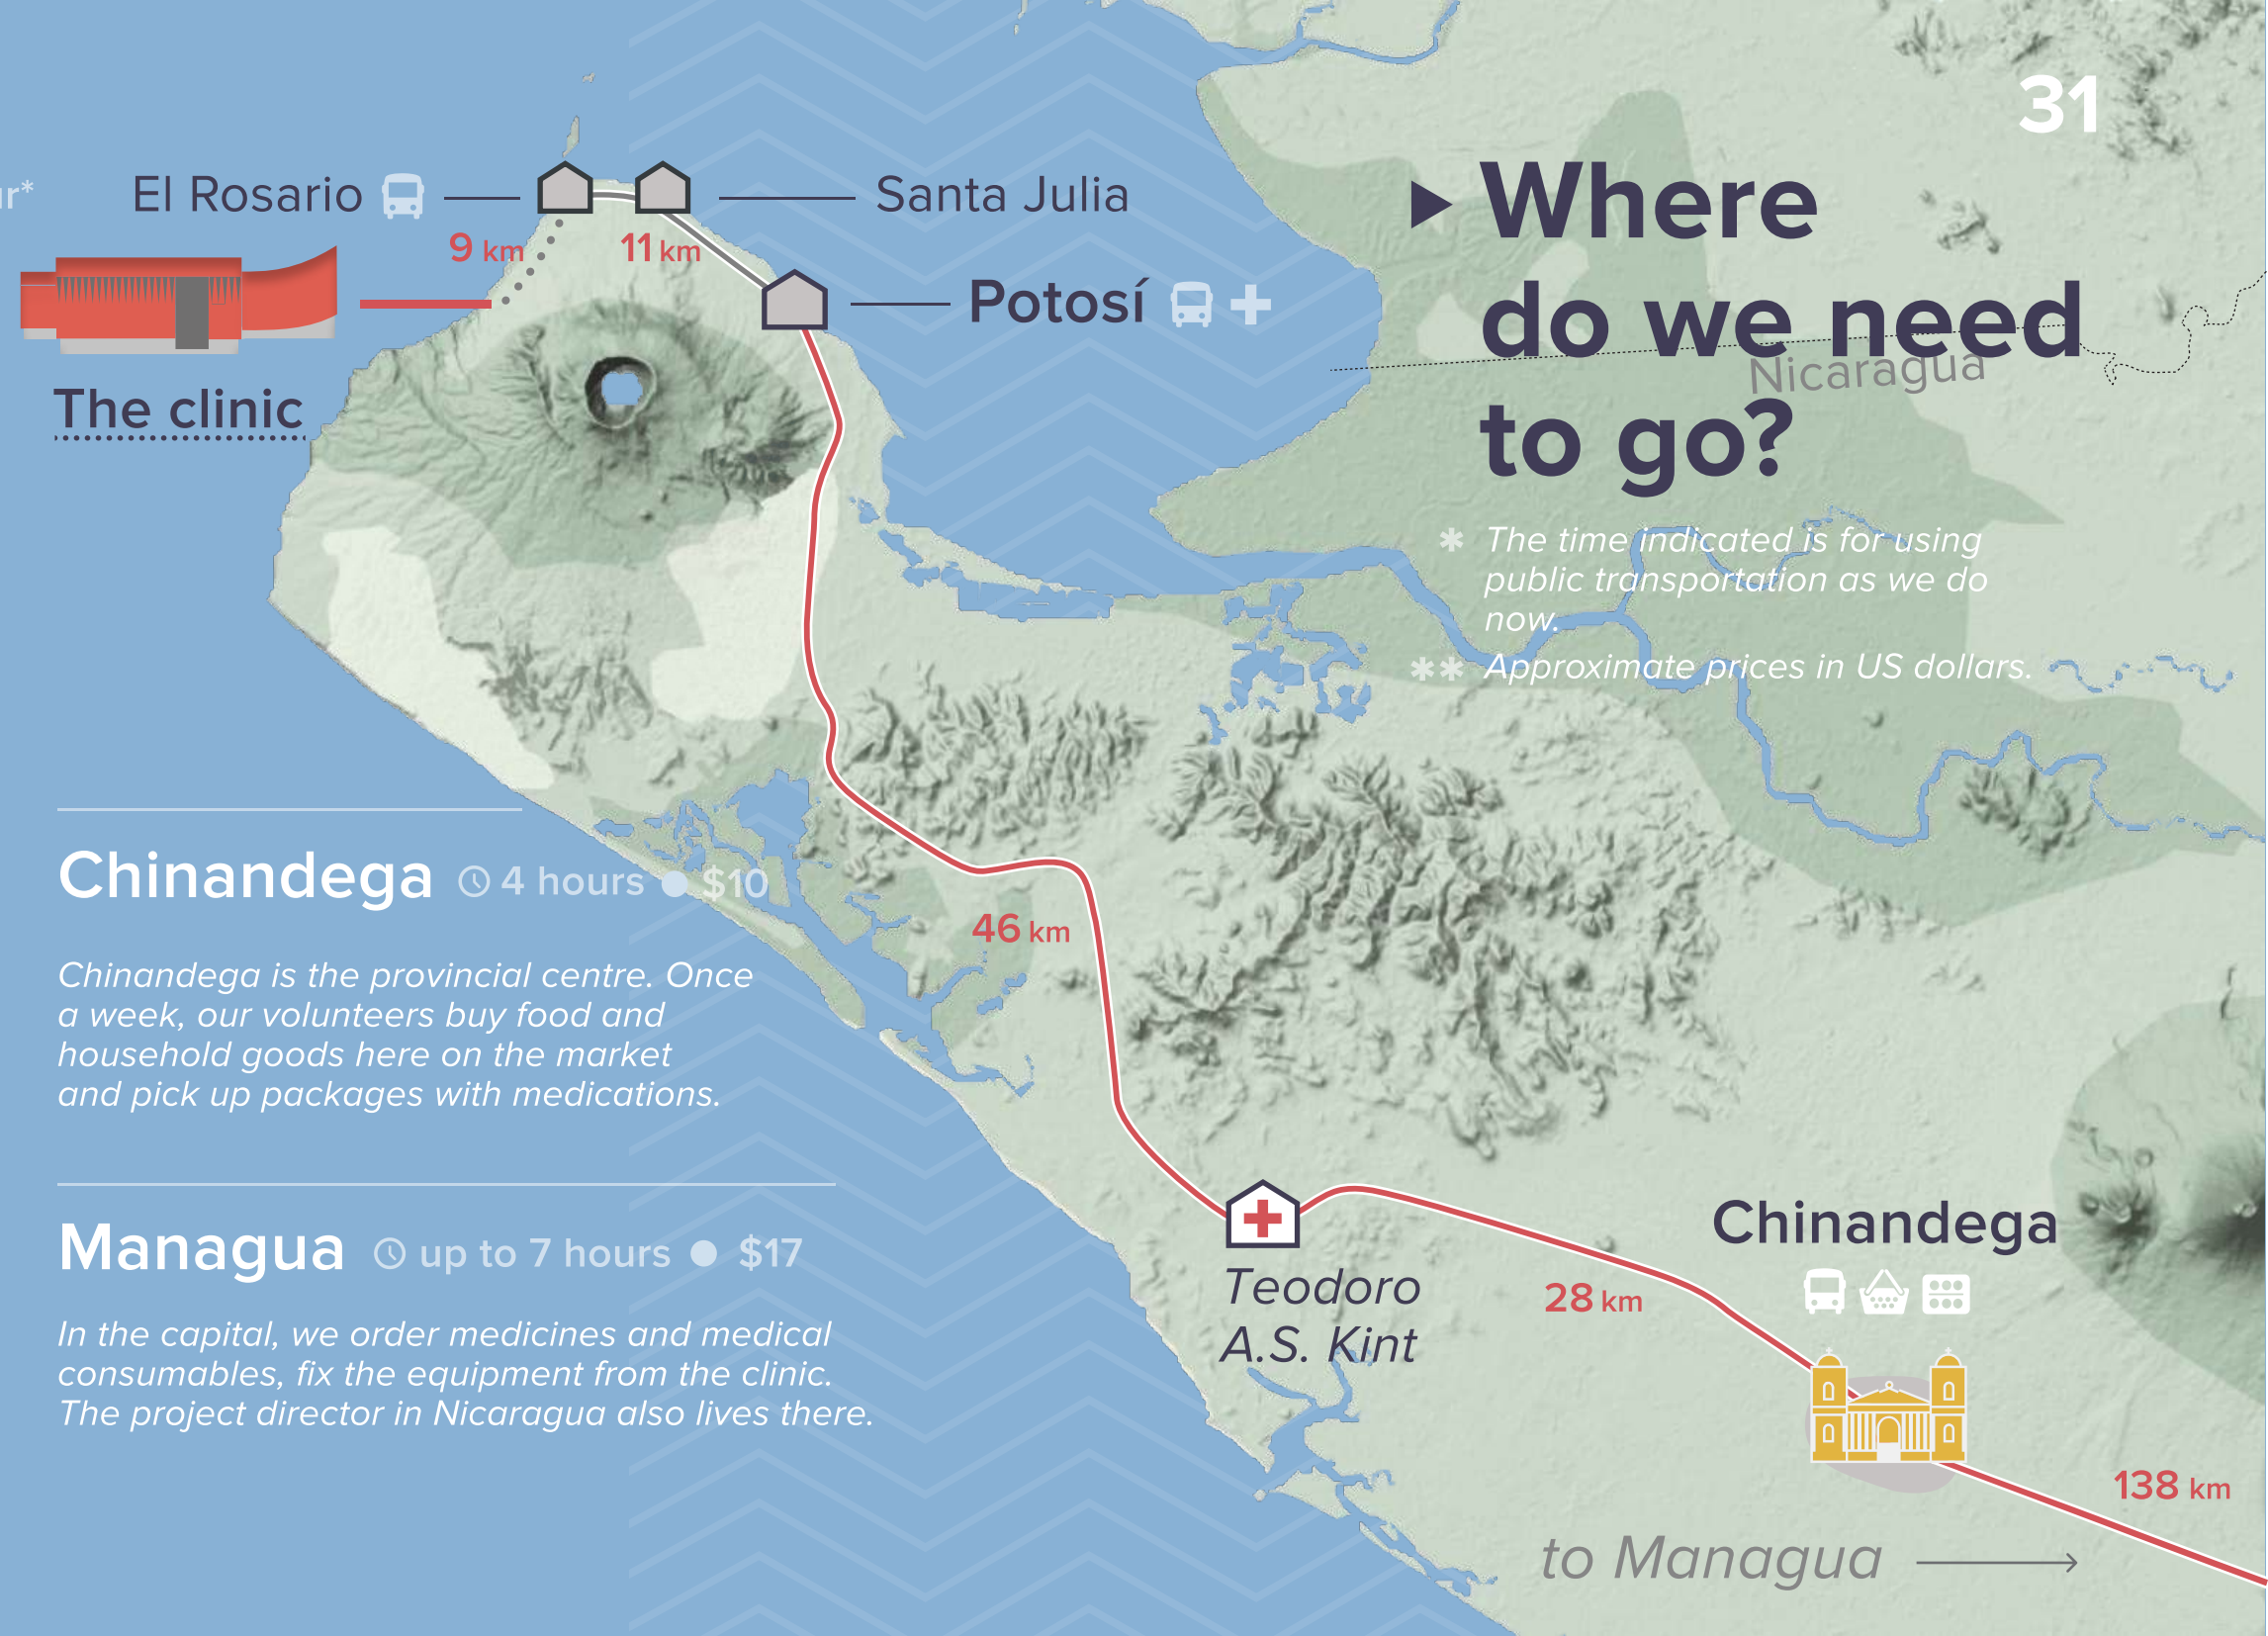 31
Where
do we need
to go?
Nicaragua
* The time indicated is for using
public transportation as we do
now.
** Approximate prices in US dollars.
ur*
El Rosario
Santa Julia
9 km
11 km
Potosí
The clinic
46 km
Chinandega 4 hours $10
Chinandega is the provincial centre. Once
a week, our volunteers buy food and
household goods here on the market
and pick up packages with medications.
Managua up to 7 hours $17
In the capital, we order medicines and medical
consumables, fix the equipment from the clinic.
The project director in Nicaragua also lives there.
Teodoro
A.S. Kint
28 km
Chinandega
138 km
to Managua